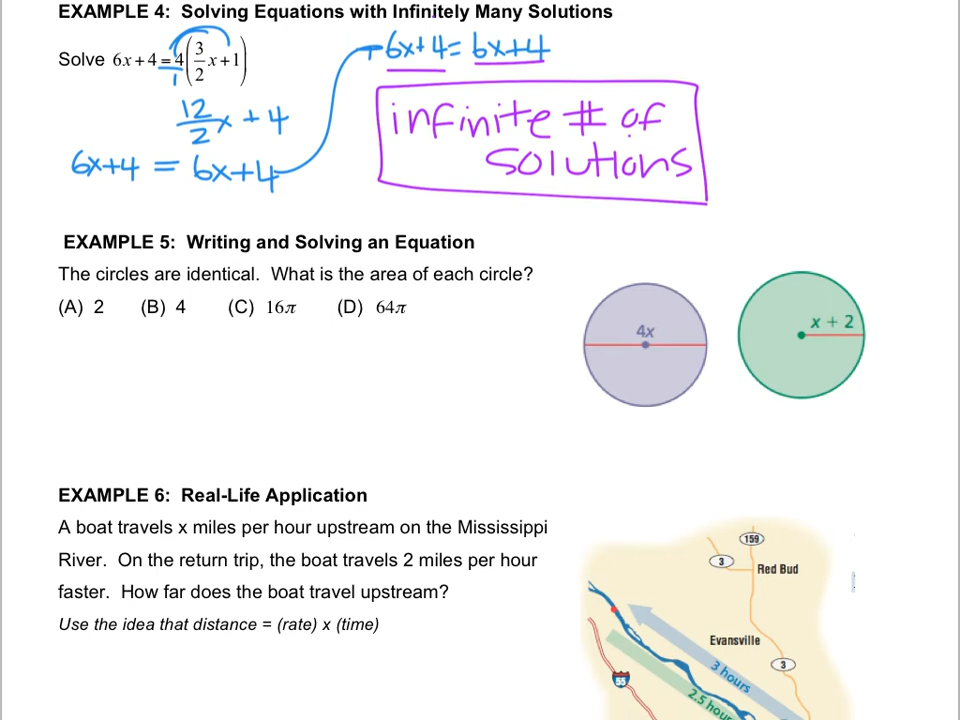 EXAMPLE 4: Solving Equations with Infinitely Many Solutions
Solve 6x + 4 = 4(3/2 x + 1)
1
12/2 x + 4
6x+4 = 6x+4
6x+4 = 6x+4
infinite # of
solutions
EXAMPLE 5: Writing and Solving an Equation
The circles are identical. What is the area of each circle?
(A) 2 (B) 4 (C) 16π (D) 64π
4x
x + 2
EXAMPLE 6: Real-Life Application
A boat travels x miles per hour upstream on the Mississippi
River. On the return trip, the boat travels 2 miles per hour
faster. How far does the boat travel upstream?
Use the idea that distance = (rate) x (time)
159
3
Red Bud
Evansville
3
3 hours
55
2.5